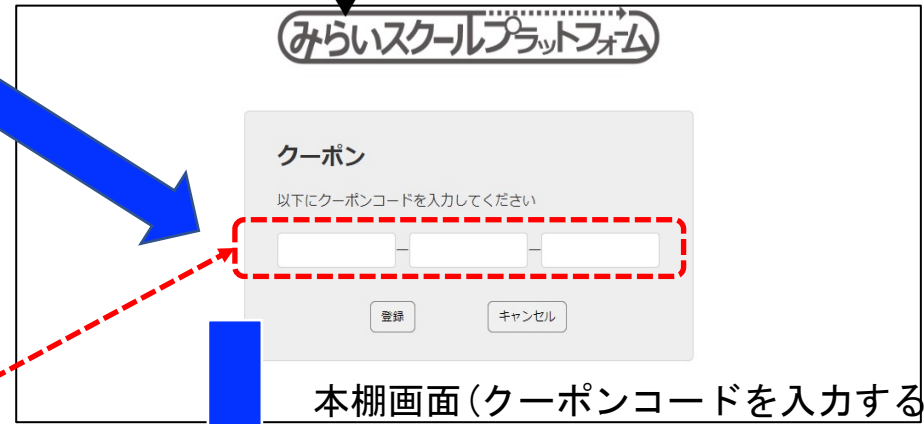 みらいスクールプラットフォーム
クーポン
以下にクーポンコードを入力してください
– –
登録 キャンセル
本棚画面(クーポンコードを入力する